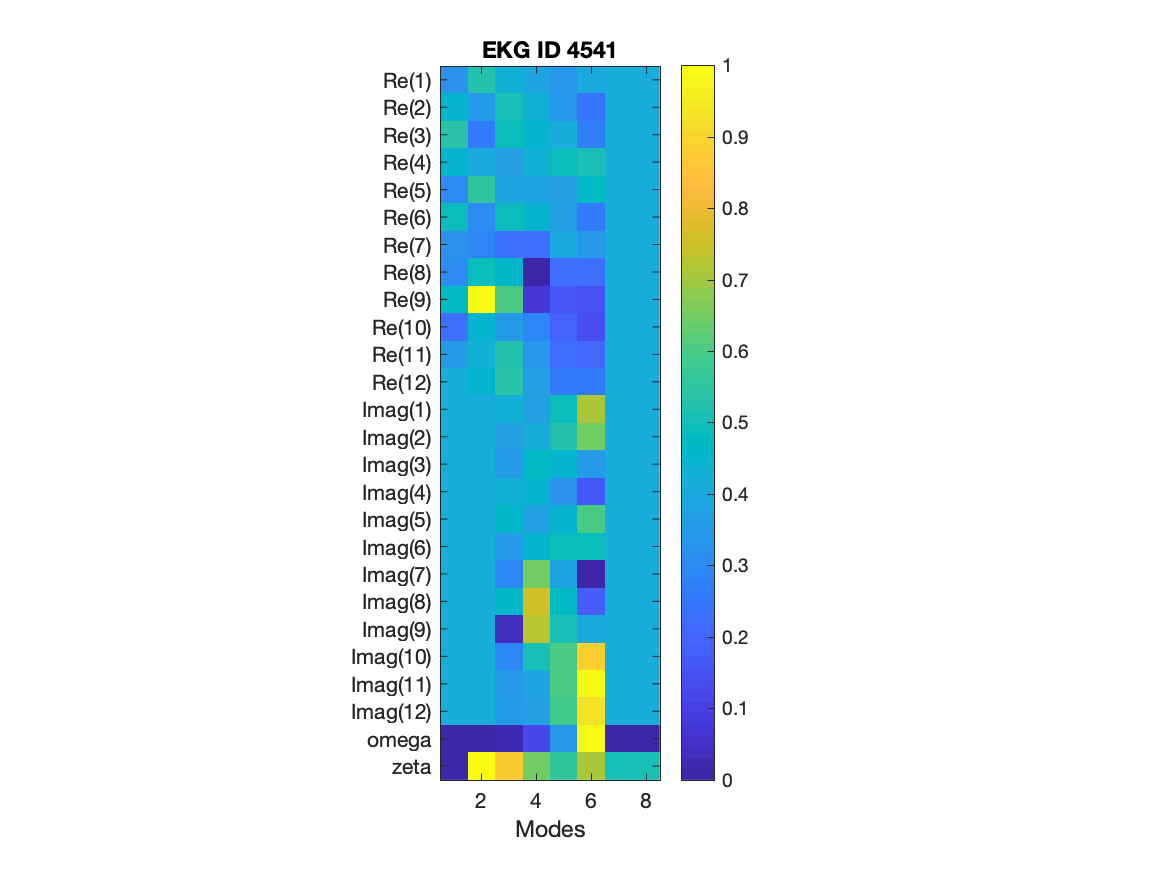 EKG ID 4541
Re(1)
Re(2)
Re(3)
Re(4)
Re(5)
Re(6)
Re(7)
Re(8)
Re(9)
Re(10)
Re(11)
Re(12)
Imag(1)
Imag(2)
Imag(3)
Imag(4)
Imag(5)
Imag(6)
Imag(7)
Imag(8)
Imag(9)
Imag(10)
Imag(11)
Imag(12)
omega
zeta
2 4 6 8
Modes
1
0.9
0.8
0.7
0.6
0.5
0.4
0.3
0.2
0.1
0